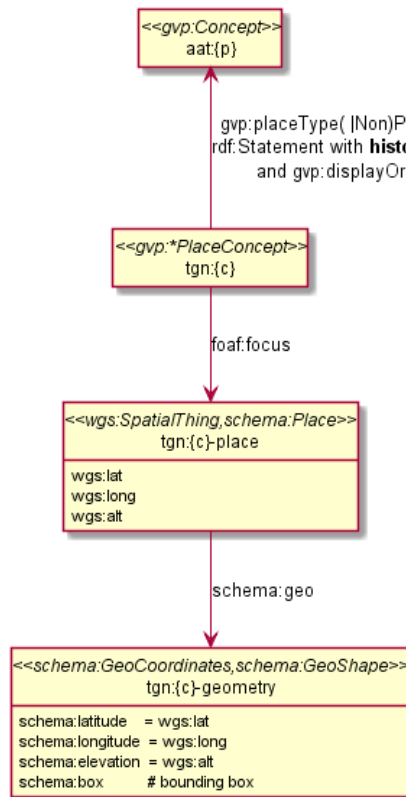 <<gvp:Concept>>
aat:{p}
gvp:placeType( |Non)P
rdf:Statement with histo
and gvp:displayOr
<<gvp:*PlaceConcept>>
tgn:{c}
foaf:focus
<<wgs:SpatialThing,schema:Place>>
tgn:{c}-place
wgs:lat
wgs:long
wgs:alt
schema:geo
<<schema:GeoCoordinates,schema:GeoShape>>
tgn:{c}-geometry
schema:latitude = wgs:lat
schema:longitude = wgs:long
schema:elevation = wgs:alt
schema:box # bounding box